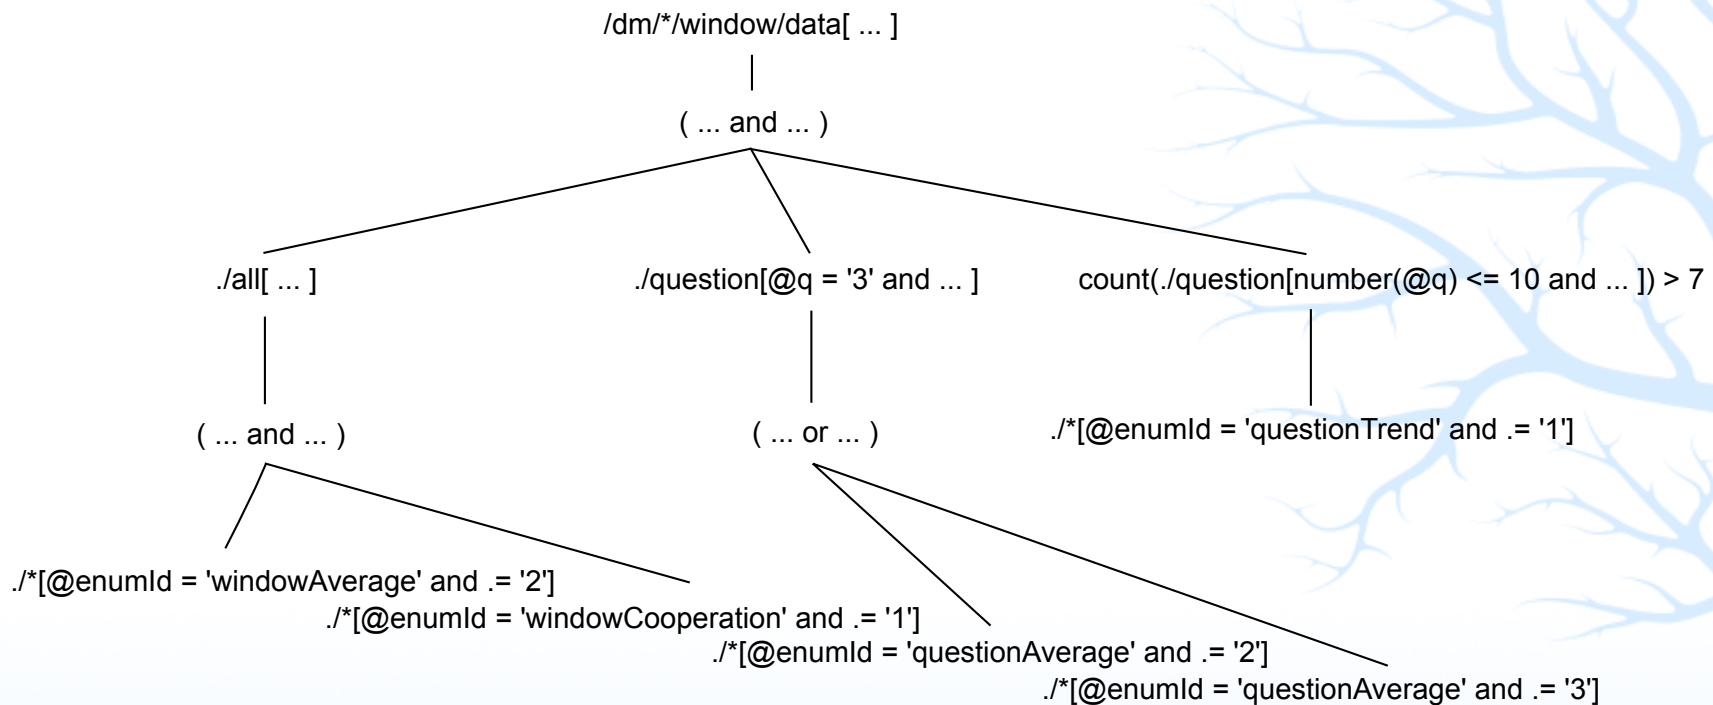 /dm/*/window/data[ ... ]
( ... and ... )
./all[ ... ]
./question[@q = '3' and ... ]
count(./question[number(@q) <= 10 and ... ]) > 7
( ... and ... )
( ... or ... )
./*[@enumId = 'questionTrend' and .= '1']
./*[@enumId = 'windowAverage' and .= '2']
./*[@enumId = 'windowCooperation' and .= '1']
./*[@enumId = 'questionAverage' and .= '2']
./*[@enumId = 'questionAverage' and .= '3']